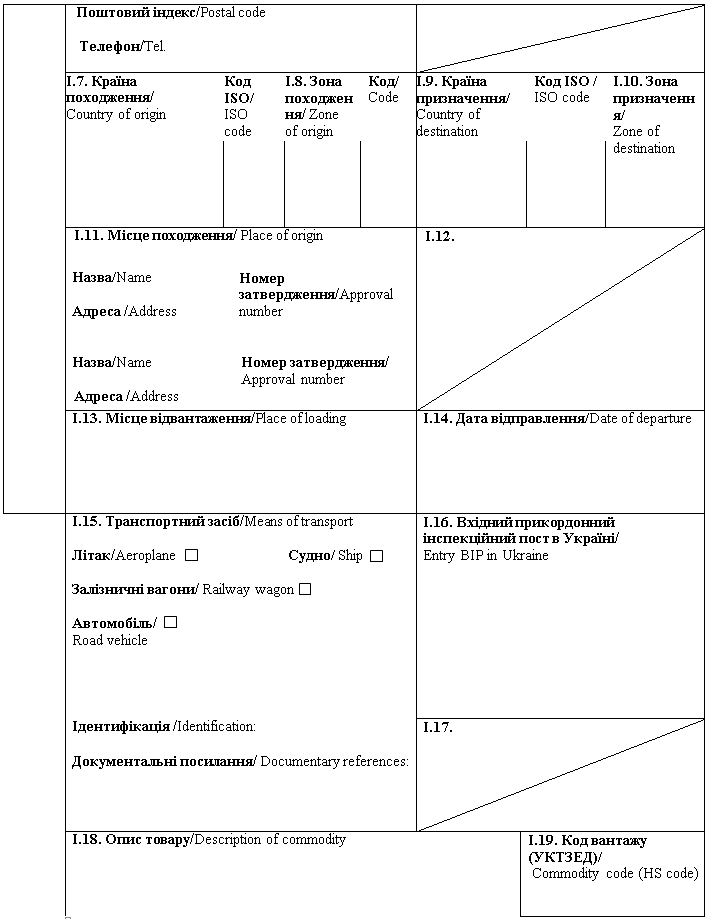 Поштовий індекс/Postal code
Телефон/Tel.
I.7. Країна
походження/
Country of origin
Код
ISO/
ISO
code
I.8. Зона
походжен
ня/ Zone
of origin
Код/
Code
I.9. Країна
призначення/
Country of
destination
Код ISO /
ISO code
I.10. Зона
призначенн
я/
Zone of
destination
I.11. Місце походження/ Place of origin
Назва/Name
Номер
затвердження/Approval
number
Адреса /Address
Назва/Name
Номер затвердження/
Approval number
Адреса /Address
I.12.
I.13. Місце відвантаження/Place of loading
I.14. Дата відправлення/Date of departure
I.15. Транспортний засіб/Means of transport
Літак/Aeroplane □ Судно/ Ship □
Залізничні вагони/ Railway wagon □
Автомобіль/ □
Road vehicle
Ідентифікація /Identification:
Документальні посилання/ Documentary references:
I.16. Вхідний прикордонний
інспекційний пост в Україні/
Entry BIP in Ukraine
I.17.
I.18. Опис товару/Description of commodity
I.19. Код вантажу
(УКТЗЕД)/
Commodity code (HS code)